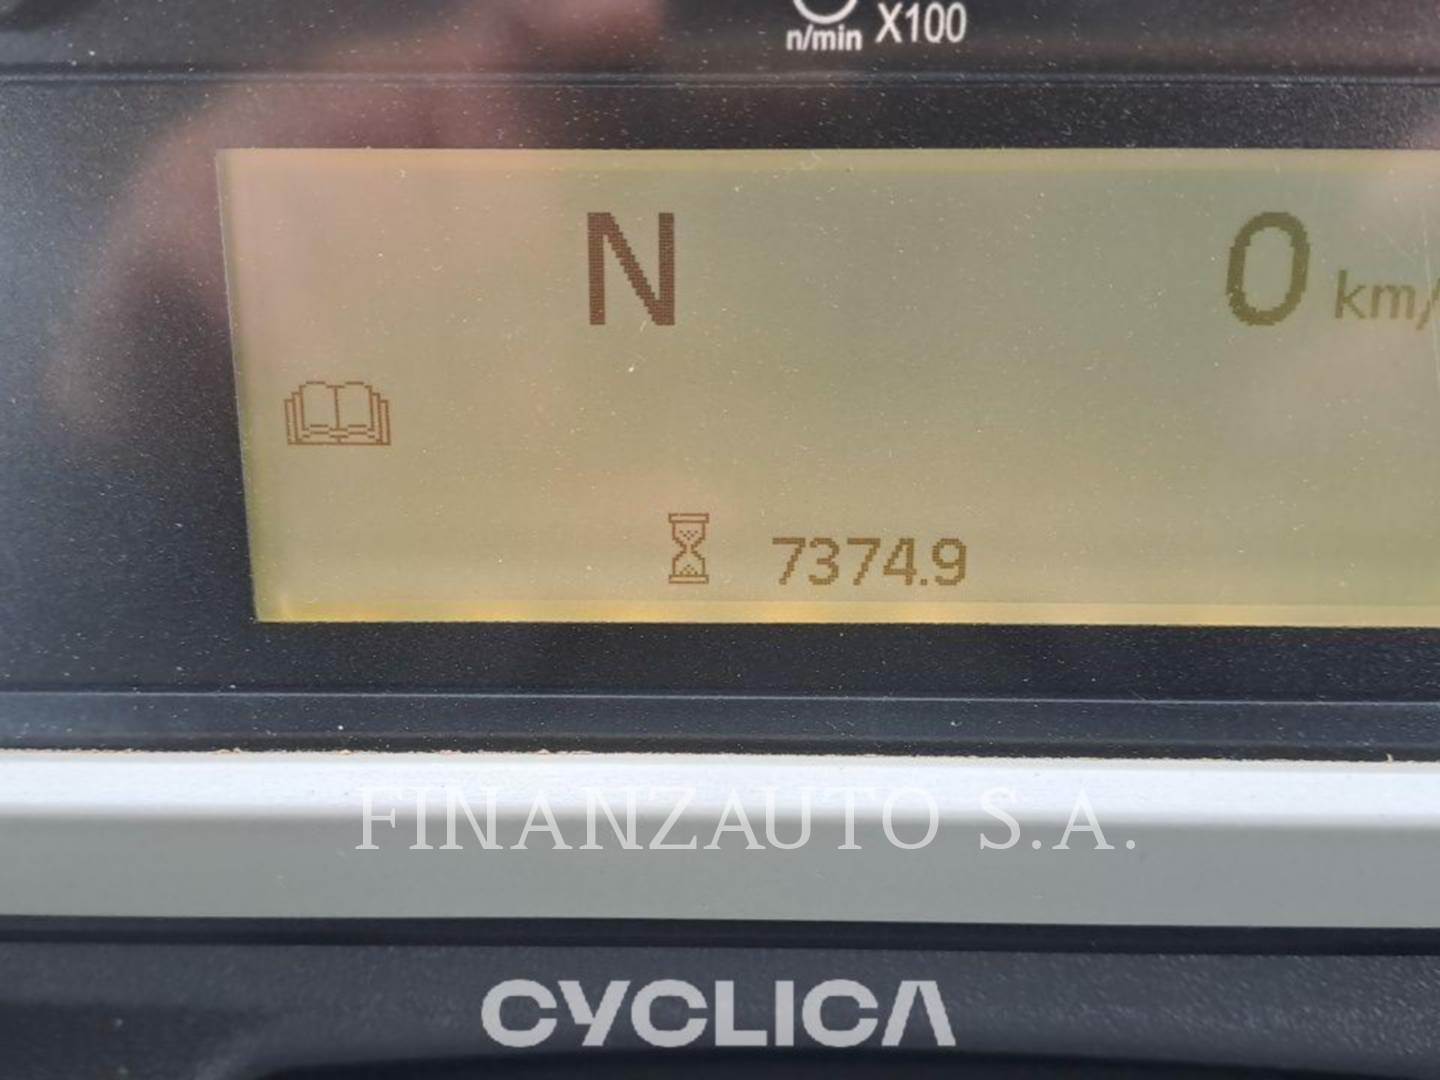 n/min X100
N 0 km/
7374.9
FINANZAUTO S.A.
CYCLICA